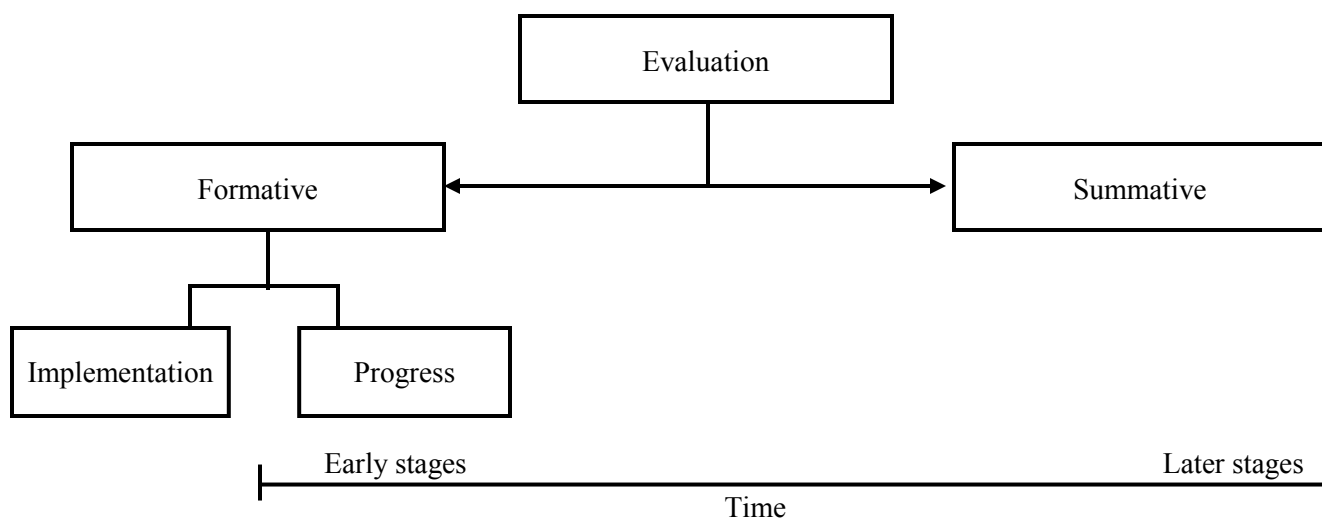 Evaluation
Formative
Summative
Implementation
Progress
Early stages
Later stages
Time